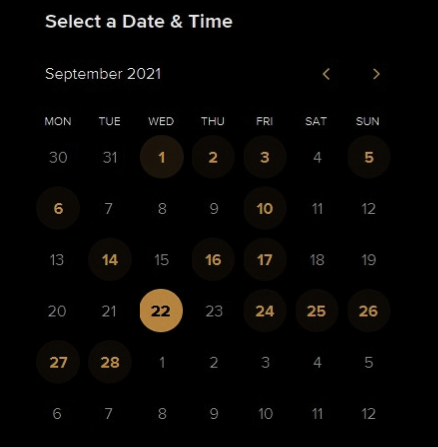 Select a Date & Time
September 2021
MON TUE WED THU FRI SAT SUN
30 31 1 2 3 4 5
6 7 8 9 10 11 12
13 14 15 16 17 18 19
20 21 22 23 24 25 26
27 28 1 2 3 4 5
6 7 8 9 10 11 12